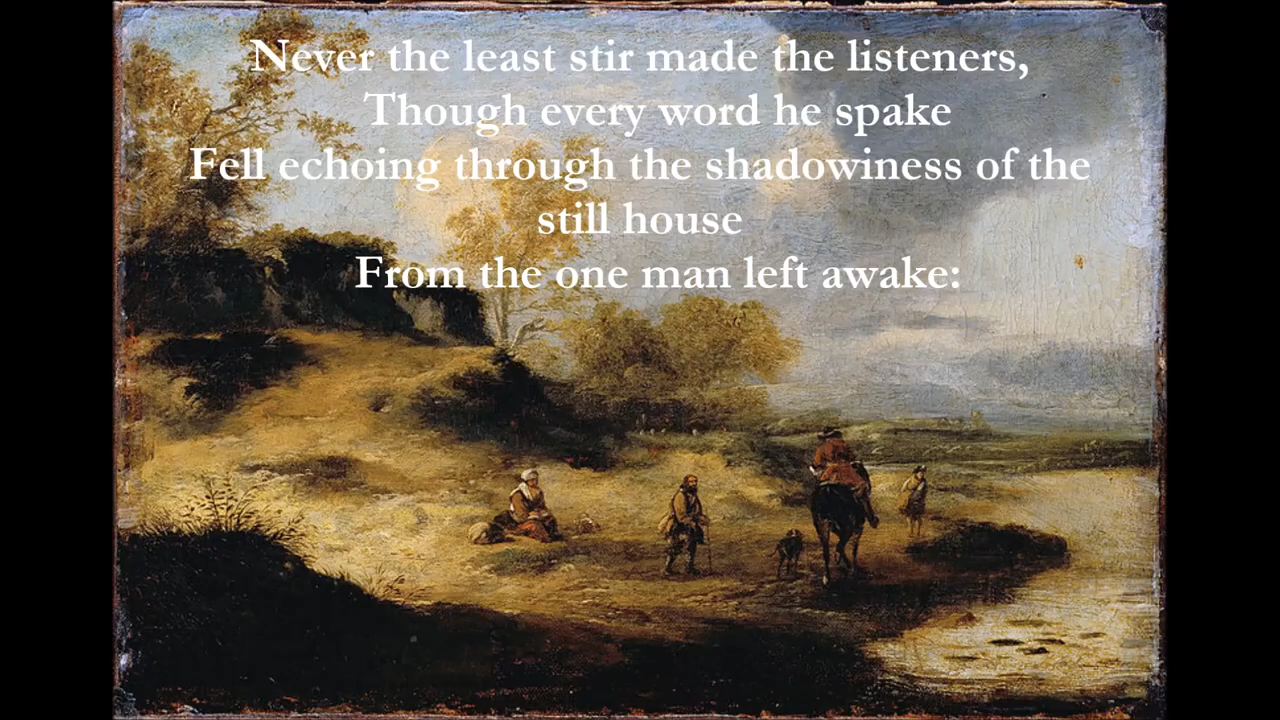 Never the least stir made the listeners,
Though every word he spake
Fell echoing through the shadowiness of the
still house
From the one man left awake: